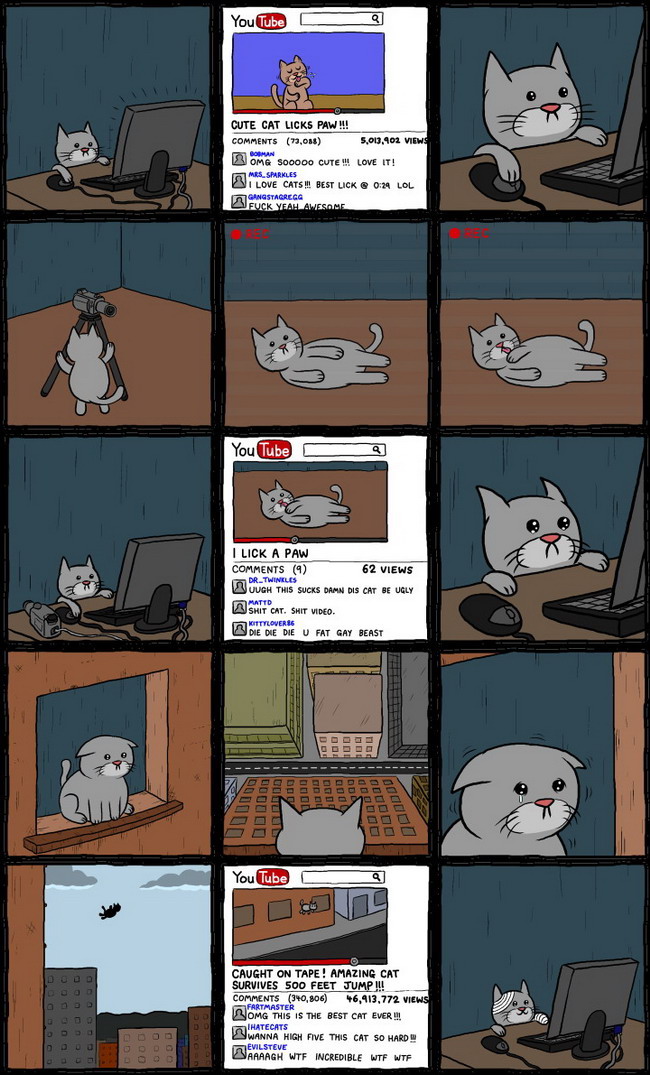 YouTube
CUTE CAT LICKS PAW!!!
COMMENTS (73,088) 5,013,902 VIEWS
BOBMAN
OMG SOOOOO CUTE!!! LOVE IT!
MRS_SPARKLES
I LOVE CATS!!! BEST LICK @ 0:29 LOL
GANGSTAGREGG
FUCK YEAH AWESOME
REC
REC
YouTube
I LICK A PAW
COMMENTS (9) 62 VIEWS
DR_TWINKLES
UUGH THIS SUCKS DAMN DIS CAT BE UGLY
MATTD
SHIT CAT. SHIT VIDEO.
KITTYLOVER86
DIE DIE DIE U FAT GAY BEAST
YouTube
CAUGHT ON TAPE! AMAZING CAT
SURVIVES 500 FEET JUMP!!!
COMMENTS (340,806) 46,913,772 VIEWS
FARTMASTER
OMG THIS IS THE BEST CAT EVER!!!
IHATECATS
WANNA HIGH FIVE THIS CAT SO HARD!!!
EVILSTEVE
AAAAGH WTF INCREDIBLE WTF WTF